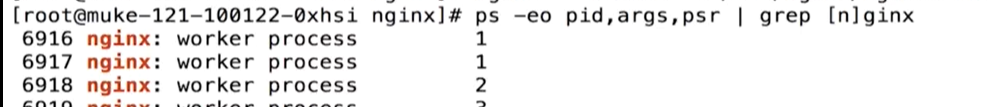 [root@muke-121-100122-0xhsi nginx]# ps -eo pid,args,psr | grep [n]ginx
6916 nginx: worker process 1
6917 nginx: worker process 1
6918 nginx: worker process 2